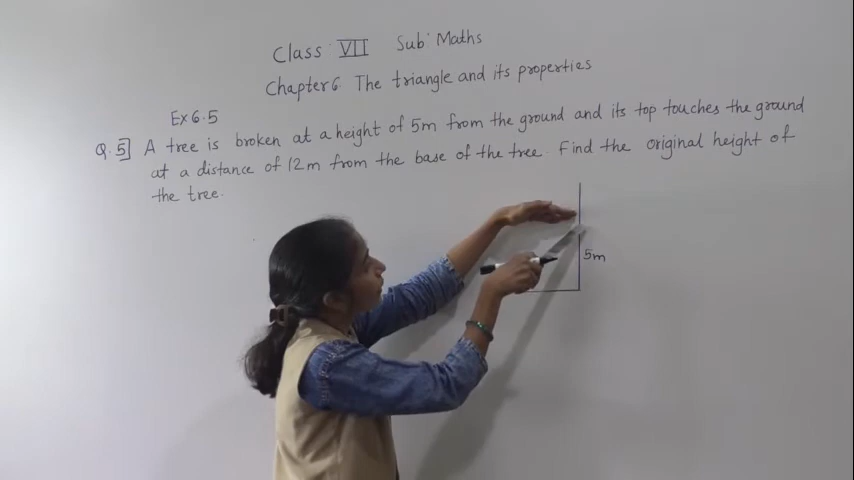 Class VII Sub' Maths
Chapter 6 The triangle and its properties
Ex 6.5
Q.5] A tree is broken at a height of 5m from the ground and its top touches the ground
at a distance of 12m from the base of the tree. Find the original height of
the tree.
5m